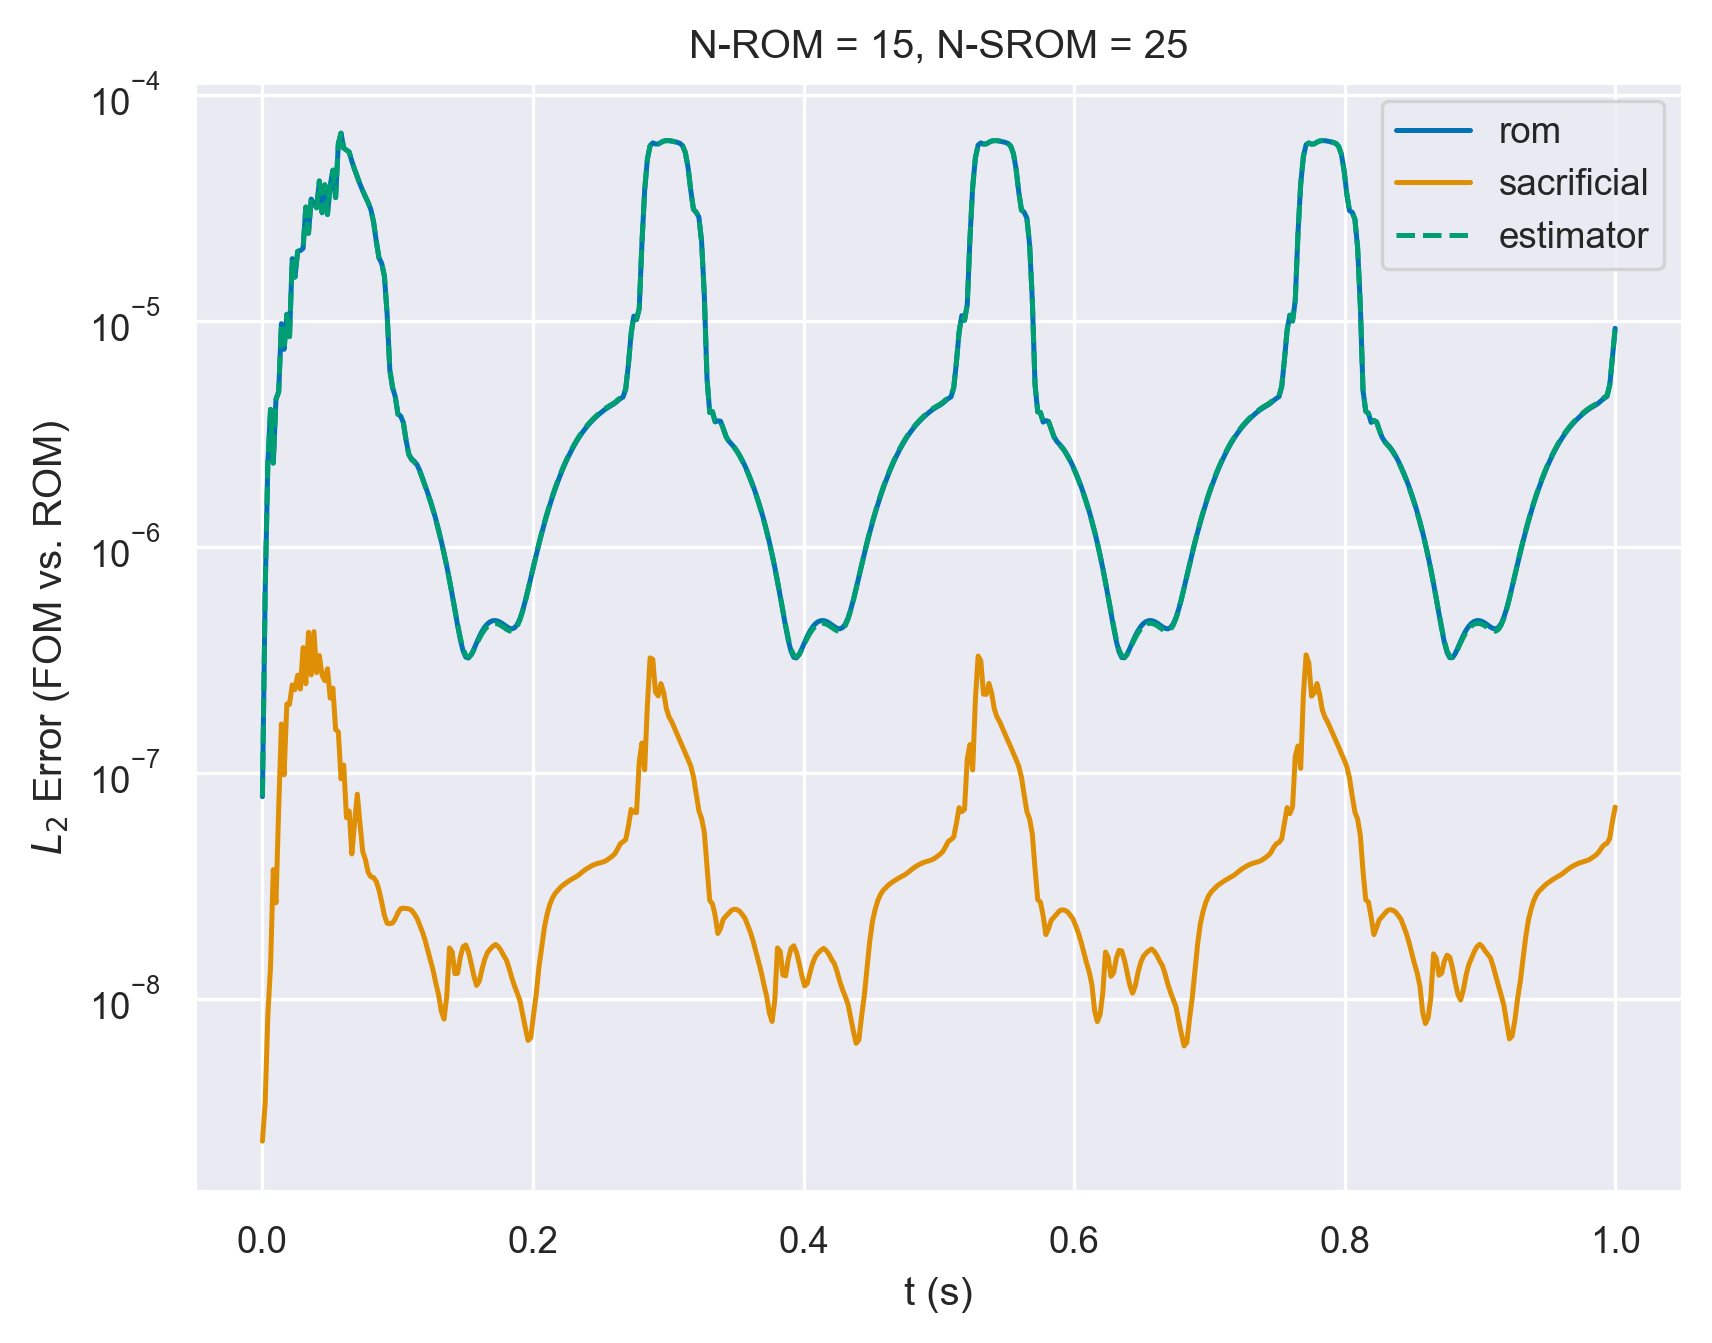 N-ROM = 15, N-SROM = 25
L₂ Error (FOM vs. ROM)
10⁻⁴
10⁻⁵
10⁻⁶
10⁻⁷
10⁻⁸
rom
sacrificial
estimator
0.0 0.2 0.4 0.6 0.8 1.0
t (s)